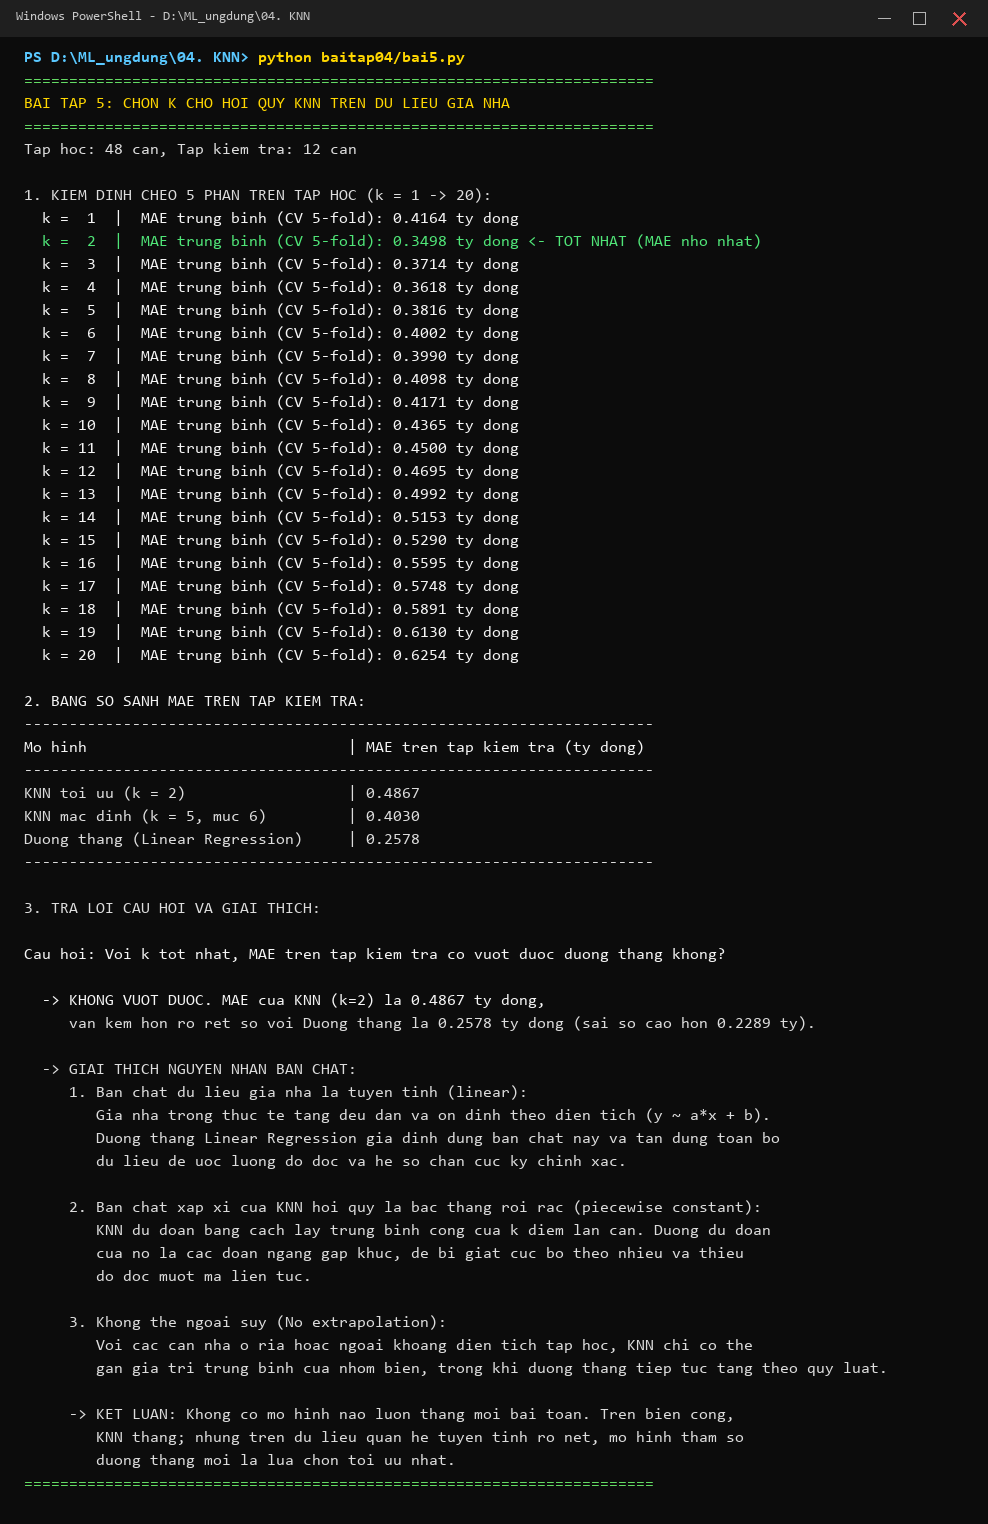 Windows PowerShell - D:\ML_ungdung\04. KNN
PS D:\ML_ungdung\04. KNN> python baitap04/bai5.py
======================================================================
BAI TAP 5: CHON K CHO HOI QUY KNN TREN DU LIEU GIA NHA
======================================================================
Tap hoc: 48 can, Tap kiem tra: 12 can
1. KIEM DINH CHEO 5 PHAN TREN TAP HOC (k = 1 -> 20):
k =  1  |  MAE trung binh (CV 5-fold): 0.4164 ty dong
k =  2  |  MAE trung binh (CV 5-fold): 0.3498 ty dong <- TOT NHAT (MAE nho nhat)
k =  3  |  MAE trung binh (CV 5-fold): 0.3714 ty dong
k =  4  |  MAE trung binh (CV 5-fold): 0.3618 ty dong
k =  5  |  MAE trung binh (CV 5-fold): 0.3816 ty dong
k =  6  |  MAE trung binh (CV 5-fold): 0.4002 ty dong
k =  7  |  MAE trung binh (CV 5-fold): 0.3990 ty dong
k =  8  |  MAE trung binh (CV 5-fold): 0.4098 ty dong
k =  9  |  MAE trung binh (CV 5-fold): 0.4171 ty dong
k = 10  |  MAE trung binh (CV 5-fold): 0.4365 ty dong
k = 11  |  MAE trung binh (CV 5-fold): 0.4500 ty dong
k = 12  |  MAE trung binh (CV 5-fold): 0.4695 ty dong
k = 13  |  MAE trung binh (CV 5-fold): 0.4992 ty dong
k = 14  |  MAE trung binh (CV 5-fold): 0.5153 ty dong
k = 15  |  MAE trung binh (CV 5-fold): 0.5290 ty dong
k = 16  |  MAE trung binh (CV 5-fold): 0.5595 ty dong
k = 17  |  MAE trung binh (CV 5-fold): 0.5748 ty dong
k = 18  |  MAE trung binh (CV 5-fold): 0.5891 ty dong
k = 19  |  MAE trung binh (CV 5-fold): 0.6130 ty dong
k = 20  |  MAE trung binh (CV 5-fold): 0.6254 ty dong
2. BANG SO SANH MAE TREN TAP KIEM TRA:
----------------------------------------------------------------------
Mo hinh | MAE tren tap kiem tra (ty dong)
----------------------------------------------------------------------
KNN toi uu (k = 2) | 0.4867
KNN mac dinh (k = 5, muc 6) | 0.4030
Duong thang (Linear Regression) | 0.2578
----------------------------------------------------------------------
3. TRA LOI CAU HOI VA GIAI THICH:
Cau hoi: Voi k tot nhat, MAE tren tap kiem tra co vuot duoc duong thang khong?
-> KHONG VUOT DUOC. MAE cua KNN (k=2) la 0.4867 ty dong,
van kem hon ro ret so voi Duong thang la 0.2578 ty dong (sai so cao hon 0.2289 ty).
-> GIAI THICH NGUYEN NHAN BAN CHAT:
1. Ban chat du lieu gia nha la tuyen tinh (linear):
Gia nha trong thuc te tang deu dan va on dinh theo dien tich (y ~ a*x + b).
Duong thang Linear Regression gia dinh dung ban chat nay va tan dung toan bo
du lieu de uoc luong do doc va he so chan cuc ky chinh xac.
2. Ban chat xap xi cua KNN hoi quy la bac thang roi rac (piecewise constant):
KNN du doan bang cach lay trung binh cong cua k diem lan can. Duong du doan
cua no la cac doan ngang gap khuc, de bi giat cuc bo theo nhieu va thieu
do doc muot ma lien tuc.
3. Khong the ngoai suy (No extrapolation):
Voi cac can nha o ria hoac ngoai khoang dien tich tap hoc, KNN chi co the
gan gia tri trung binh cua nhom bien, trong khi duong thang tiep tuc tang theo quy luat.
-> KET LUAN: Khong co mo hinh nao luon thang moi bai toan. Tren bien cong,
KNN thang; nhung tren du lieu quan he tuyen tinh ro net, mo hinh tham so
duong thang moi la lua chon toi uu nhat.
======================================================================